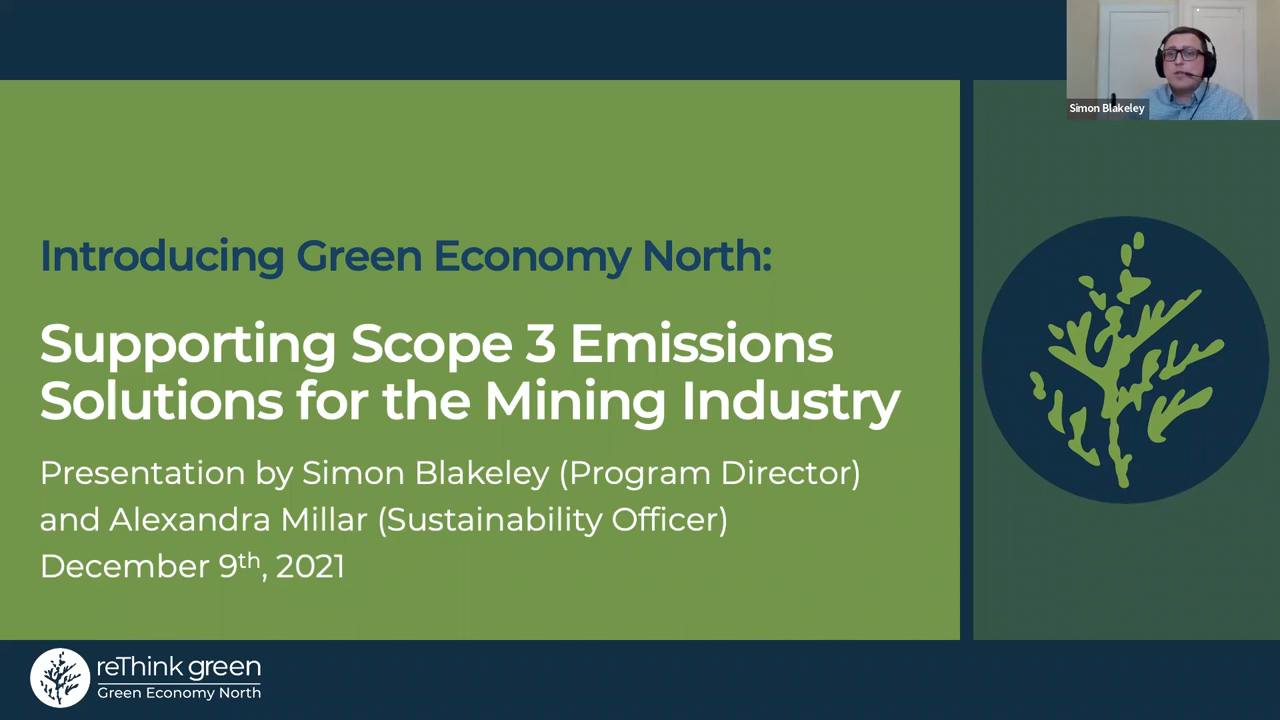 Simon Blakeley
Introducing Green Economy North:
Supporting Scope 3 Emissions
Solutions for the Mining Industry
Presentation by Simon Blakeley (Program Director)
and Alexandra Millar (Sustainability Officer)
December 9th, 2021
reThink green
Green Economy North